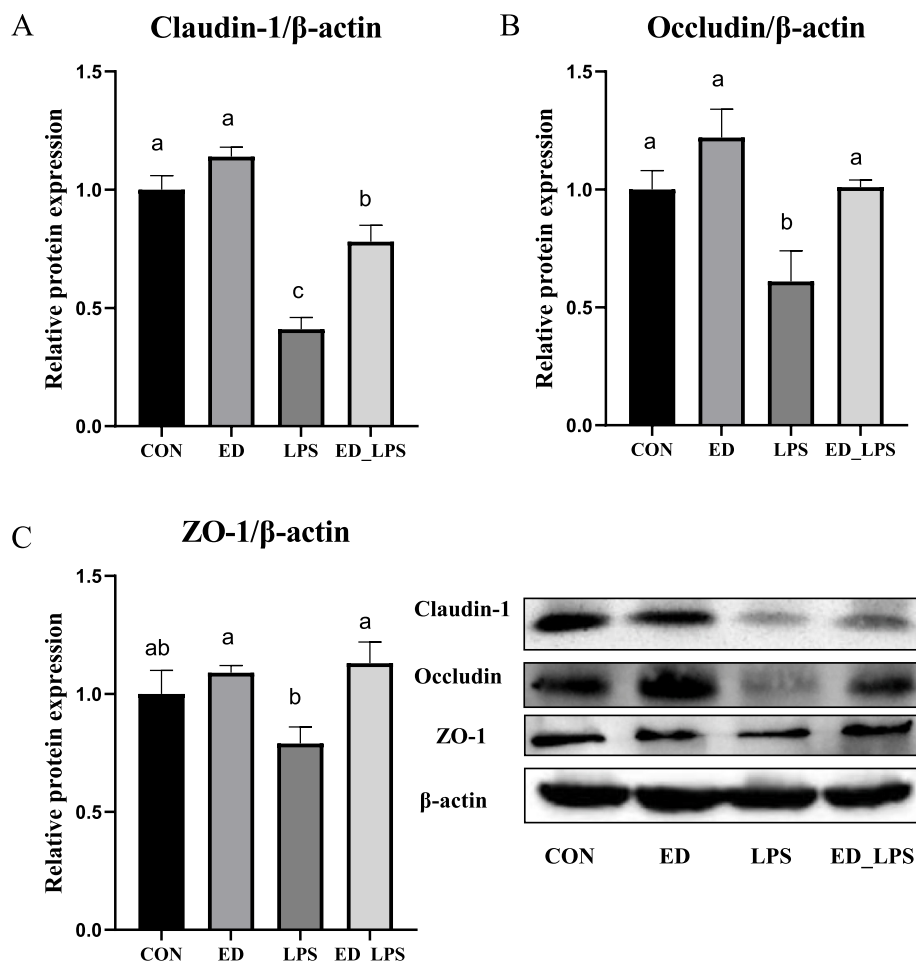 A
Claudin-1/β-actin
Relative protein expression
1.5
1.0
0.5
0.0
a
a
c
b
CON ED LPS ED_LPS
B
Occludin/β-actin
Relative protein expression
1.5
1.0
0.5
0.0
a
a
b
a
CON ED LPS ED_LPS
C
ZO-1/β-actin
Relative protein expression
1.5
1.0
0.5
0.0
ab
a
b
a
CON ED LPS ED_LPS
Claudin-1
Occludin
ZO-1
β-actin
CON ED LPS ED_LPS